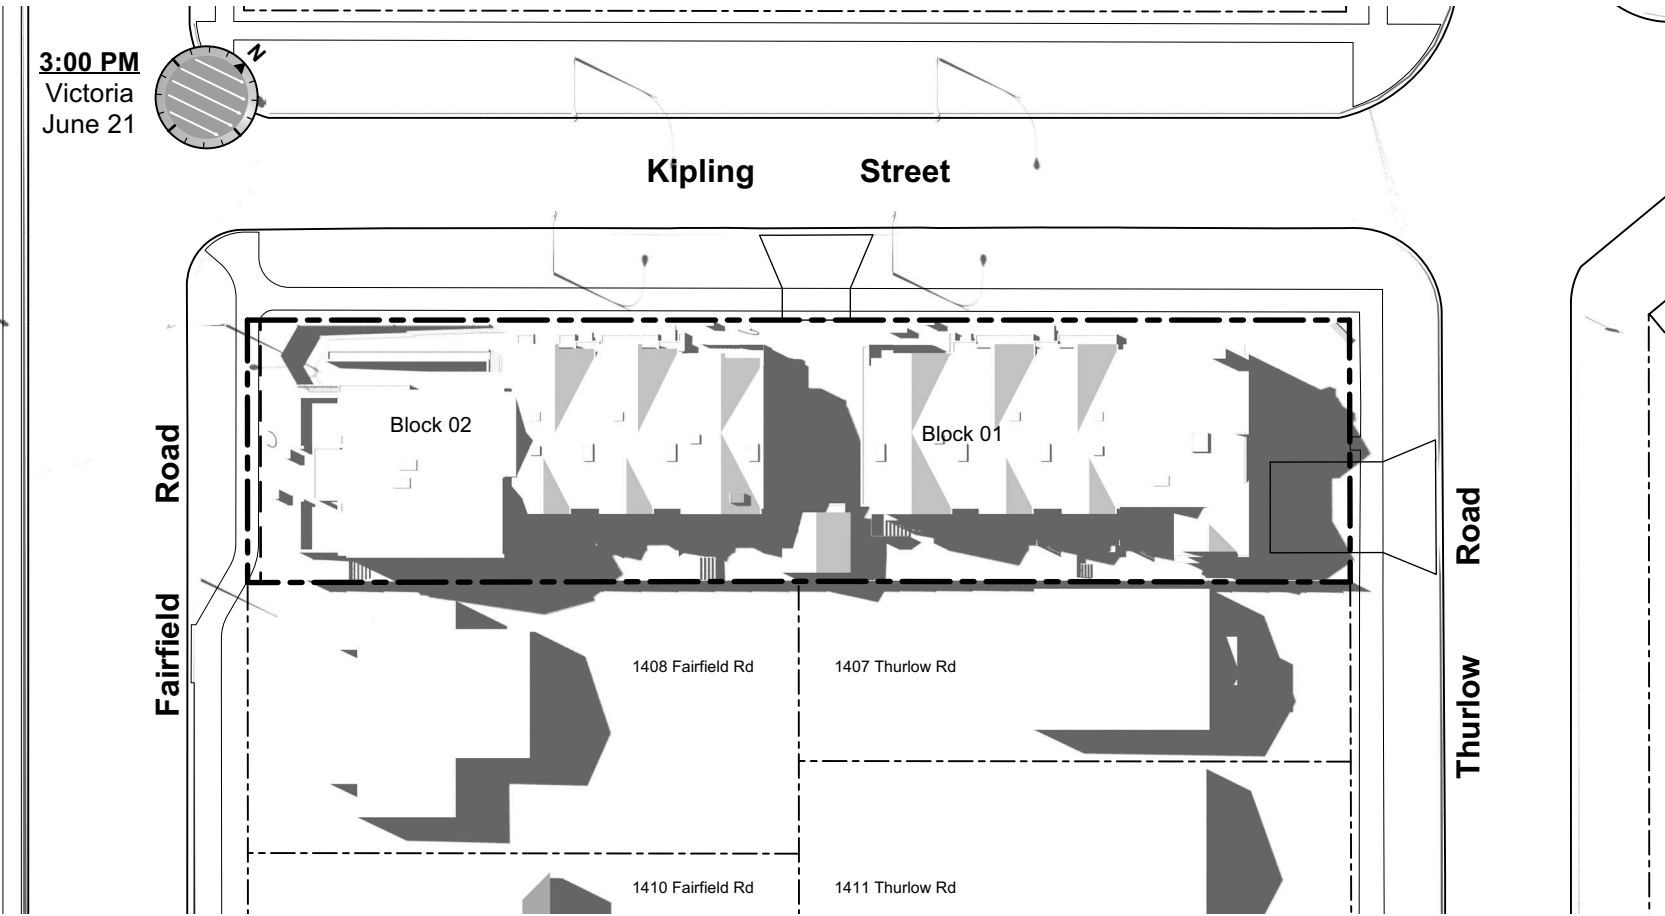 N
3:00 PM
Victoria
June 21
Kipling Street
Block 02
Block 01
Fairfield Road
Thurlow Road
1408 Fairfield Rd
1407 Thurlow Rd
1410 Fairfield Rd
1411 Thurlow Rd